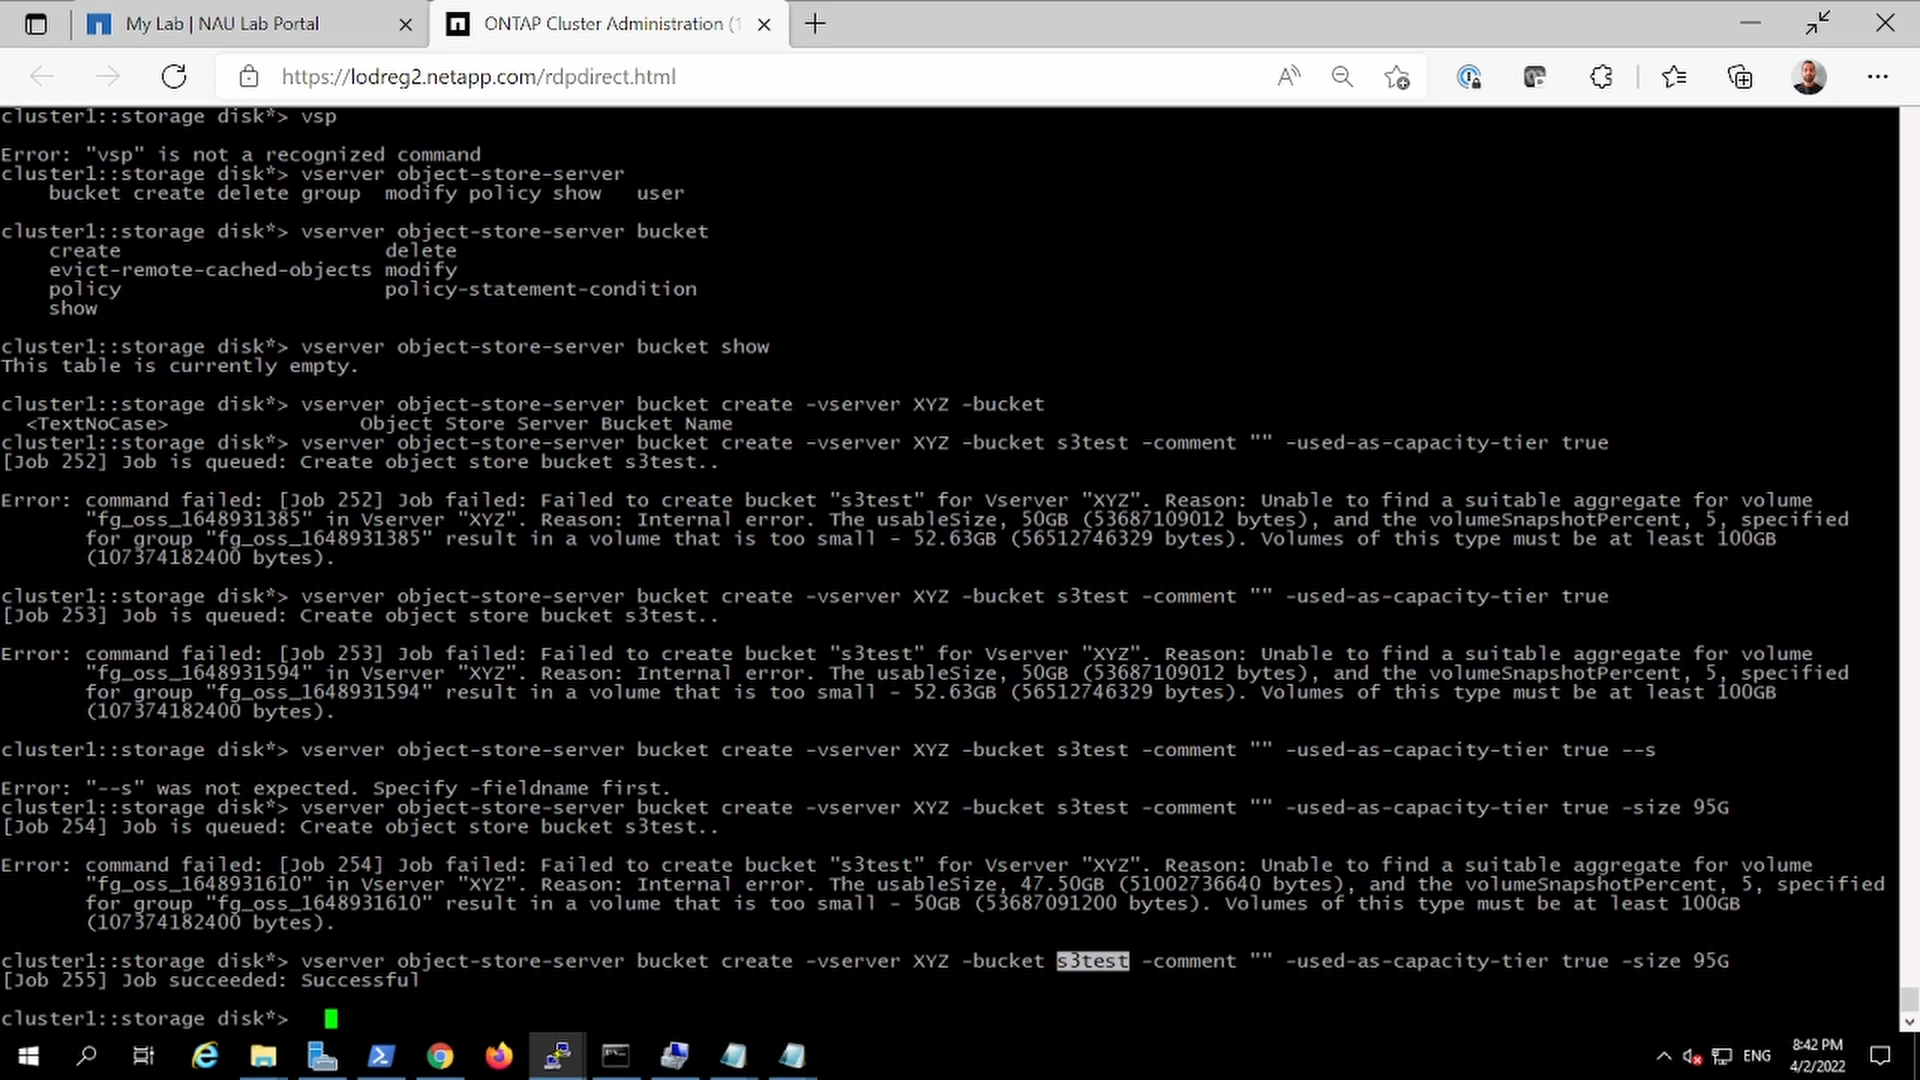 My Lab | NAU Lab Portal
ONTAP Cluster Administration (1
https://lodreg2.netapp.com/rdpdirect.html
cluster1::storage disk*> vsp
Error: "vsp" is not a recognized command
cluster1::storage disk*> vserver object-store-server
bucket create delete group modify policy show user
cluster1::storage disk*> vserver object-store-server bucket
create delete
evict-remote-cached-objects modify
policy policy-statement-condition
show
cluster1::storage disk*> vserver object-store-server bucket show
This table is currently empty.
cluster1::storage disk*> vserver object-store-server bucket create -vserver XYZ -bucket
<TextNoCase> Object Store Server Bucket Name
cluster1::storage disk*> vserver object-store-server bucket create -vserver XYZ -bucket s3test -comment "" -used-as-capacity-tier true
[Job 252] Job is queued: Create object store bucket s3test..
Error: command failed: [Job 252] Job failed: Failed to create bucket "s3test" for Vserver "XYZ". Reason: Unable to find a suitable aggregate for volume
"fg_oss_1648931385" in Vserver "XYZ". Reason: Internal error. The usableSize, 50GB (53687109012 bytes), and the volumeSnapshotPercent, 5, specified
for group "fg_oss_1648931385" result in a volume that is too small - 52.63GB (56512746329 bytes). Volumes of this type must be at least 100GB
(107374182400 bytes).
cluster1::storage disk*> vserver object-store-server bucket create -vserver XYZ -bucket s3test -comment "" -used-as-capacity-tier true
[Job 253] Job is queued: Create object store bucket s3test..
Error: command failed: [Job 253] Job failed: Failed to create bucket "s3test" for Vserver "XYZ". Reason: Unable to find a suitable aggregate for volume
"fg_oss_1648931594" in Vserver "XYZ". Reason: Internal error. The usableSize, 50GB (53687109012 bytes), and the volumeSnapshotPercent, 5, specified
for group "fg_oss_1648931594" result in a volume that is too small - 52.63GB (56512746329 bytes). Volumes of this type must be at least 100GB
(107374182400 bytes).
cluster1::storage disk*> vserver object-store-server bucket create -vserver XYZ -bucket s3test -comment "" -used-as-capacity-tier true --s
Error: "--s" was not expected. Specify -fieldname first.
cluster1::storage disk*> vserver object-store-server bucket create -vserver XYZ -bucket s3test -comment "" -used-as-capacity-tier true -size 95G
[Job 254] Job is queued: Create object store bucket s3test..
Error: command failed: [Job 254] Job failed: Failed to create bucket "s3test" for Vserver "XYZ". Reason: Unable to find a suitable aggregate for volume
"fg_oss_1648931610" in Vserver "XYZ". Reason: Internal error. The usableSize, 47.50GB (51002736640 bytes), and the volumeSnapshotPercent, 5, specified
for group "fg_oss_1648931610" result in a volume that is too small - 50GB (53687091200 bytes). Volumes of this type must be at least 100GB
(107374182400 bytes).
cluster1::storage disk*> vserver object-store-server bucket create -vserver XYZ -bucket s3test -comment "" -used-as-capacity-tier true -size 95G
[Job 255] Job succeeded: Successful
cluster1::storage disk*>
ENG
8:42 PM
4/2/2022